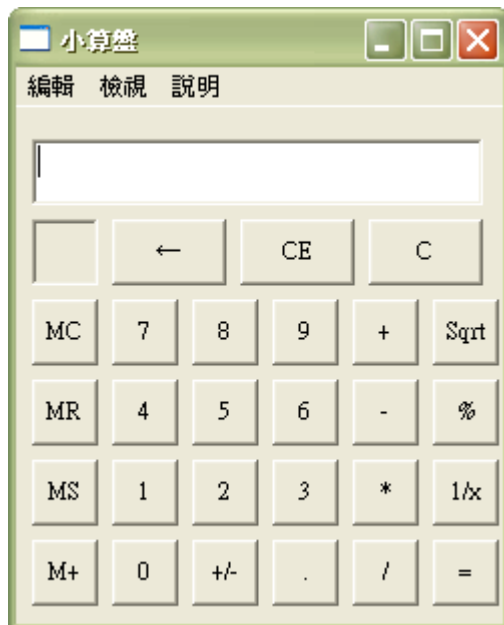 小算盤
編輯 檢視 說明
← CE C
MC 7 8 9 + Sqrt
MR 4 5 6 - %
MS 1 2 3 * 1/x
M+ 0 +/- . / =